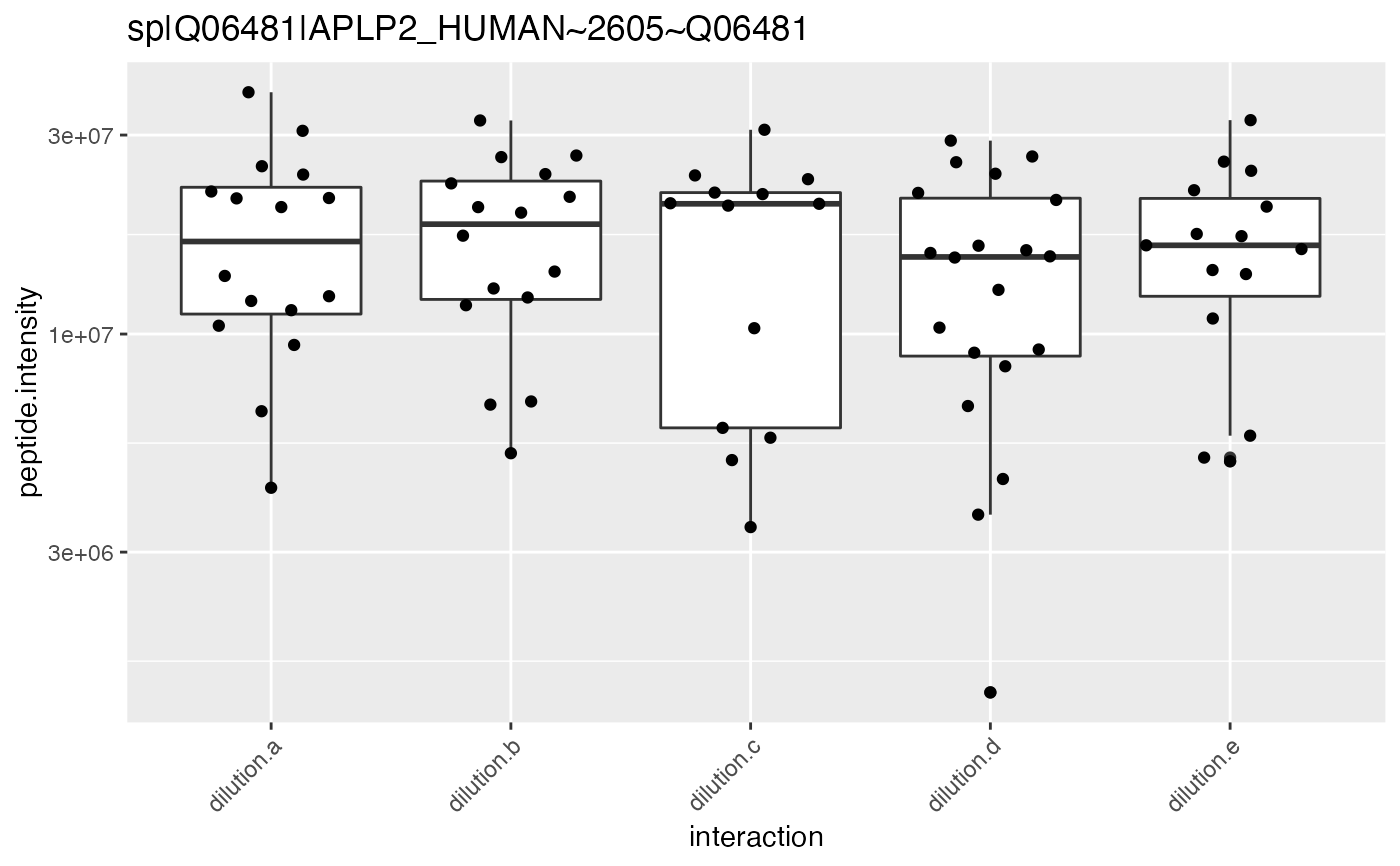 sp|Q06481|APLP2_HUMAN~2605~Q06481
peptide.intensity
3e+07
1e+07
3e+06
dilution.a
dilution.b
dilution.c
dilution.d
dilution.e
interaction